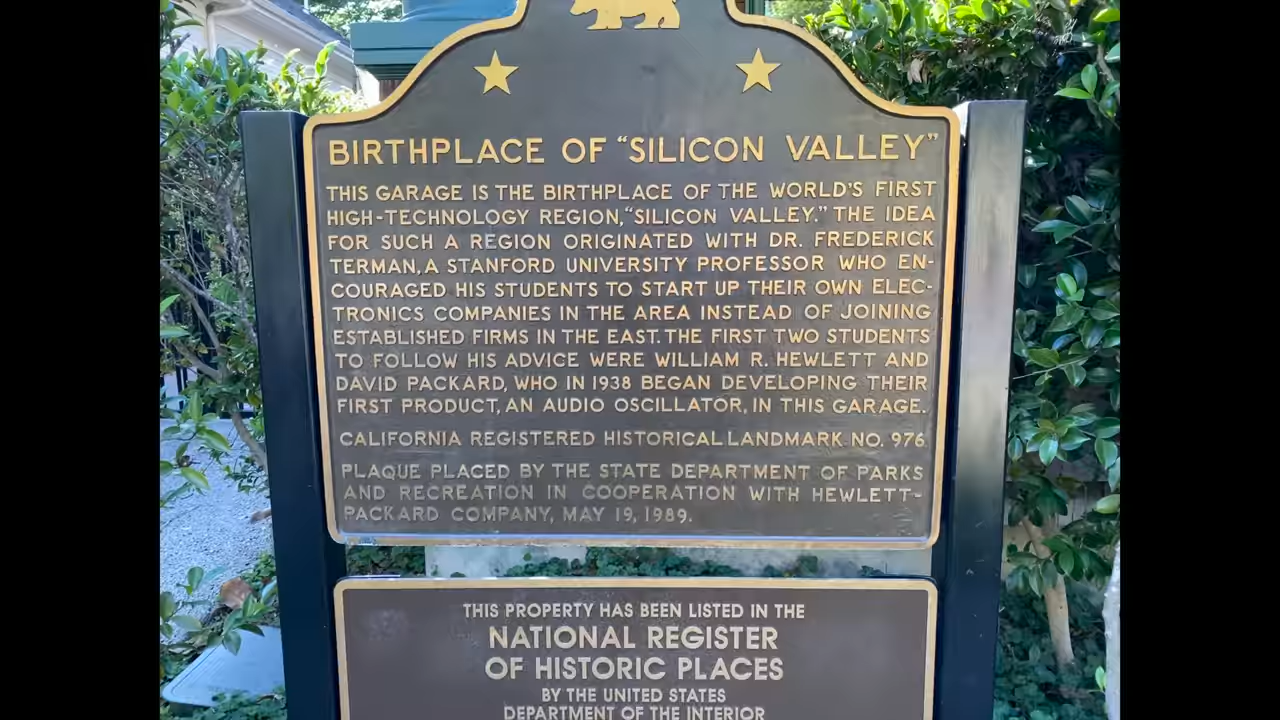 BIRTHPLACE OF “SILICON VALLEY”
THIS GARAGE IS THE BIRTHPLACE OF THE WORLD'S FIRST
HIGH-TECHNOLOGY REGION, “SILICON VALLEY.” THE IDEA
FOR SUCH A REGION ORIGINATED WITH DR. FREDERICK
TERMAN, A STANFORD UNIVERSITY PROFESSOR WHO EN-
COURAGED HIS STUDENTS TO START UP THEIR OWN ELEC-
TRONICS COMPANIES IN THE AREA INSTEAD OF JOINING
ESTABLISHED FIRMS IN THE EAST. THE FIRST TWO STUDENTS
TO FOLLOW HIS ADVICE WERE WILLIAM R. HEWLETT AND
DAVID PACKARD, WHO IN 1938 BEGAN DEVELOPING THEIR
FIRST PRODUCT, AN AUDIO OSCILLATOR, IN THIS GARAGE.
CALIFORNIA REGISTERED HISTORICAL LANDMARK NO. 976
PLAQUE PLACED BY THE STATE DEPARTMENT OF PARKS
AND RECREATION IN COOPERATION WITH HEWLETT-
PACKARD COMPANY, MAY 19, 1989.
THIS PROPERTY HAS BEEN LISTED IN THE
NATIONAL REGISTER
OF HISTORIC PLACES
BY THE UNITED STATES
DEPARTMENT OF THE INTERIOR